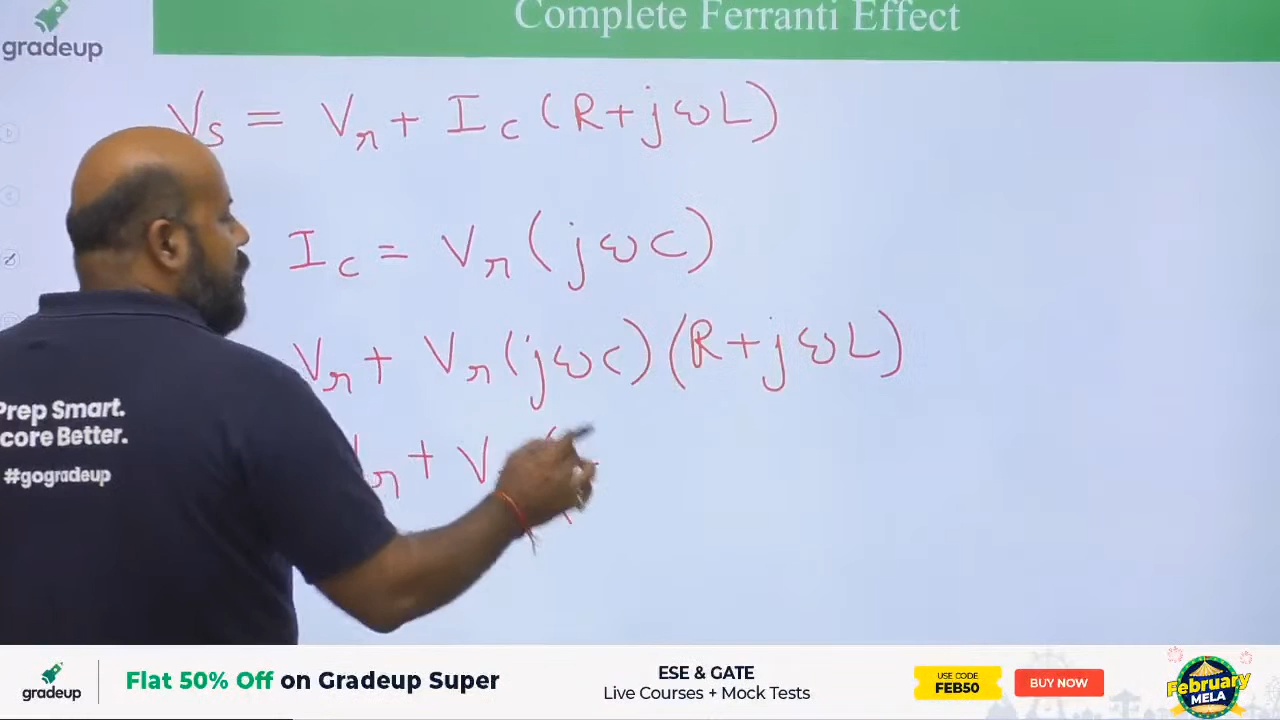 gradeup
Complete Ferranti Effect
Vs = Vr + Ic (R+jωL)
Ic = Vr (jωc)
Vr + Vr (jωc) (R+jωL)
Vr + V (
Prep Smart.
core Better.
#gogradeup
gradeup
Flat 50% Off on Gradeup Super
ESE & GATE
Live Courses + Mock Tests
USE CODE
FEB50
BUY NOW
February
MELA